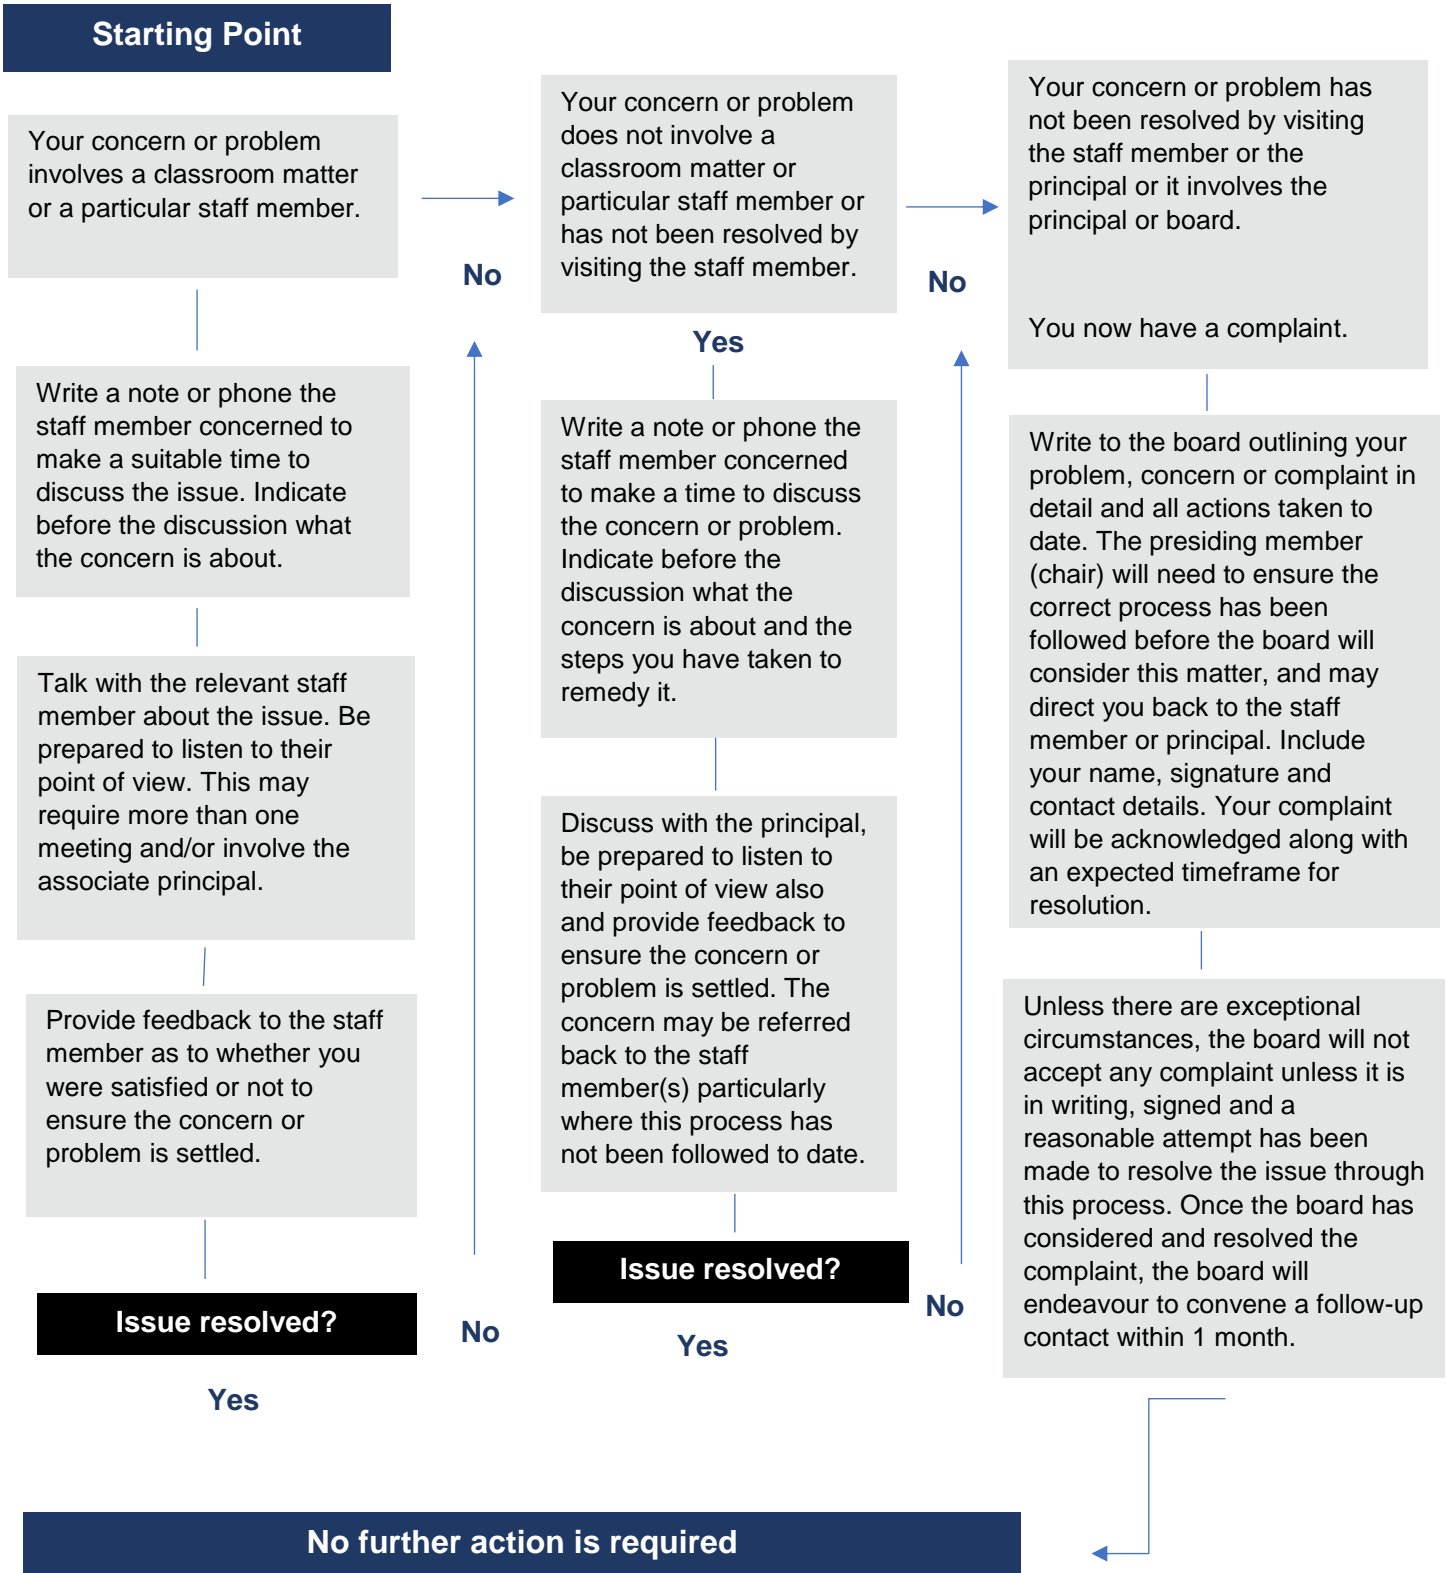 Starting Point
Your concern or problem
involves a classroom matter
or a particular staff member.
No
Write a note or phone the
staff member concerned to
make a suitable time to
discuss the issue. Indicate
before the discussion what
the concern is about.
Talk with the relevant staff
member about the issue. Be
prepared to listen to their
point of view. This may
require more than one
meeting and/or involve the
associate principal.
Provide feedback to the staff
member as to whether you
were satisfied or not to
ensure the concern or
problem is settled.
Issue resolved?
No
Yes
Your concern or problem
does not involve a
classroom matter or
particular staff member or
has not been resolved by
visiting the staff member.
No
Yes
Write a note or phone the
staff member concerned
to make a time to discuss
the concern or problem.
Indicate before the
discussion what the
concern is about and the
steps you have taken to
remedy it.
Discuss with the principal,
be prepared to listen to
their point of view also
and provide feedback to
ensure the concern or
problem is settled. The
concern may be referred
back to the staff
member(s) particularly
where this process has
not been followed to date.
Issue resolved?
No
Yes
Your concern or problem has
not been resolved by visiting
the staff member or the
principal or it involves the
principal or board.
You now have a complaint.
Write to the board outlining your
problem, concern or complaint in
detail and all actions taken to
date. The presiding member
(chair) will need to ensure the
correct process has been
followed before the board will
consider this matter, and may
direct you back to the staff
member or principal. Include
your name, signature and
contact details. Your complaint
will be acknowledged along with
an expected timeframe for
resolution.
Unless there are exceptional
circumstances, the board will not
accept any complaint unless it is
in writing, signed and a
reasonable attempt has been
made to resolve the issue through
this process. Once the board has
considered and resolved the
complaint, the board will
endeavour to convene a follow-up
contact within 1 month.
No further action is required